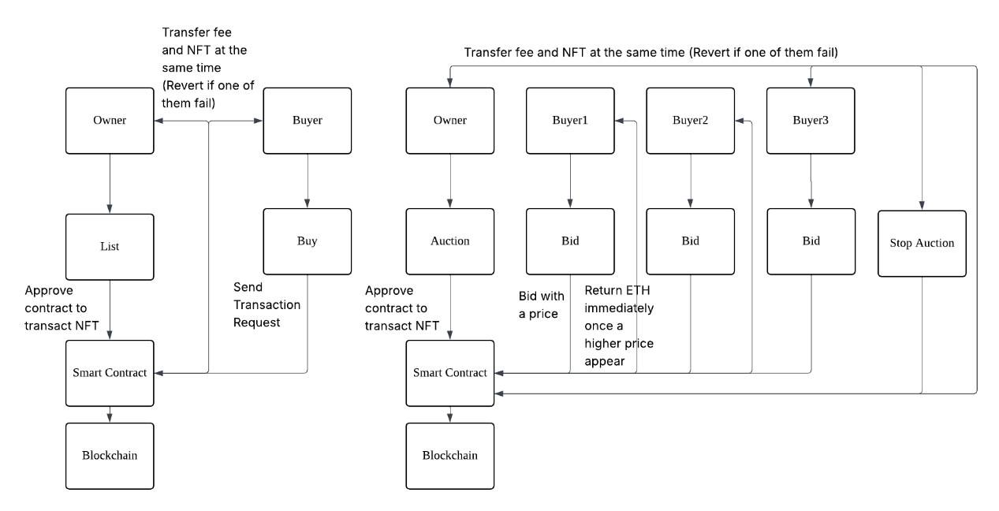 Transfer fee
and NFT at the
same time
(Revert if one of
them fail)
Owner
Buyer
List
Buy
Approve
contract to
transact NFT
Send
Transaction
Request
Smart Contract
Blockchain
Transfer fee and NFT at the same time (Revert if one of them fail)
Owner
Buyer1
Buyer2
Buyer3
Auction
Bid
Bid
Bid
Stop Auction
Approve
contract to
transact NFT
Bid with
a price
Return ETH
immediately
once a
higher price
appear
Smart Contract
Blockchain